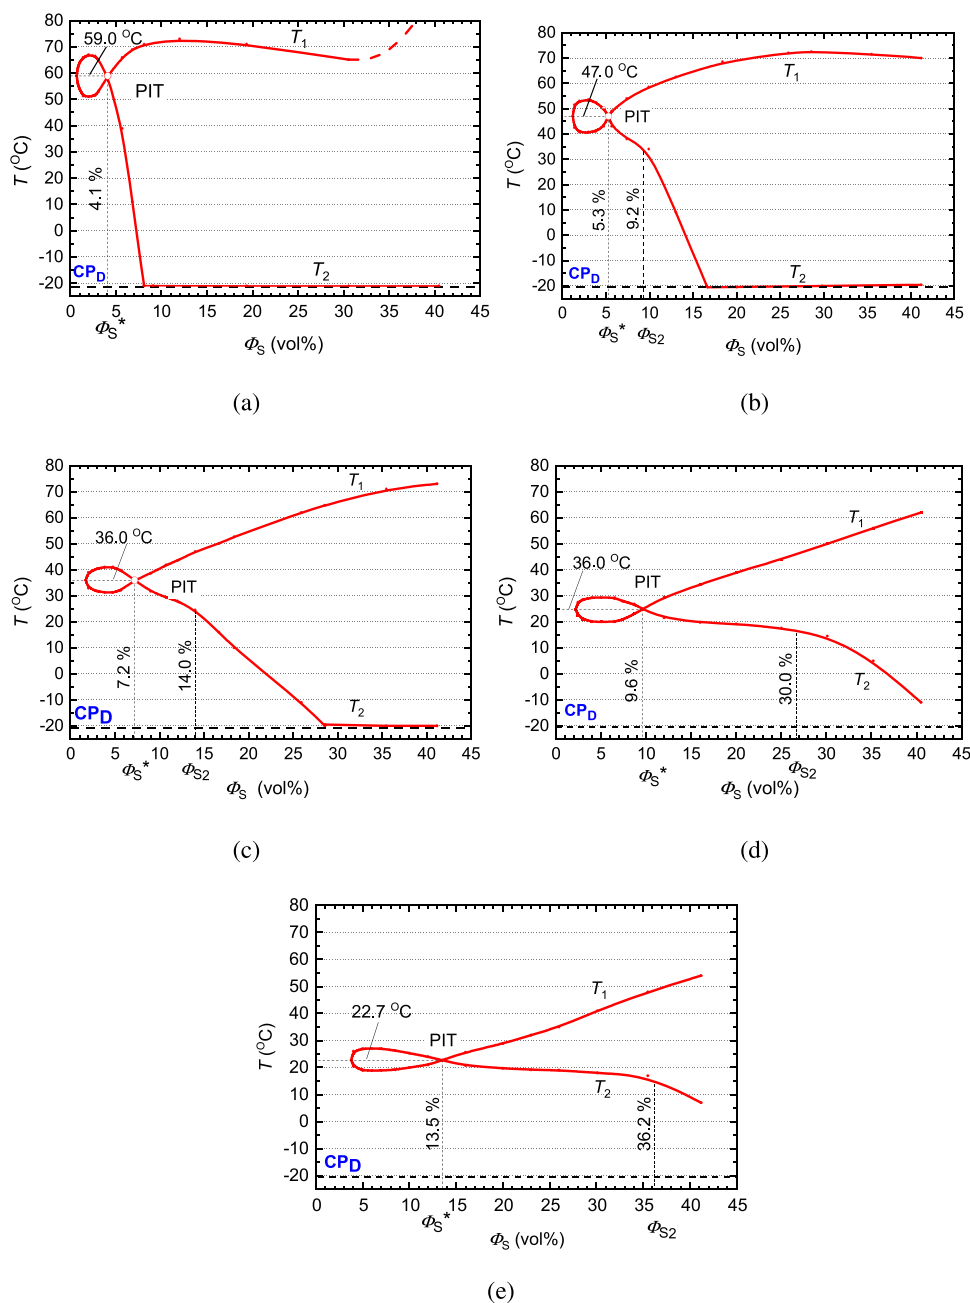 80
70
60
50
40
30
20
10
0
-10
-20
T (°C)
59.0 °C
PIT
T1
T2
4.1 %
CPD
0 5 10 15 20 25 30 35 40 45
ΦS*
ΦS (vol%)
(a)
80
70
60
50
40
30
20
10
0
-10
-20
T (°C)
47.0 °C
PIT
T1
T2
5.3 %
9.2 %
CPD
0 5 10 15 20 25 30 35 40 45
ΦS* ΦS2
ΦS (vol%)
(b)
80
70
60
50
40
30
20
10
0
-10
-20
T (°C)
36.0 °C
PIT
T1
T2
7.2 %
14.0 %
CPD
0 5 10 15 20 25 30 35 40 45
ΦS* ΦS2
ΦS (vol%)
(c)
80
70
60
50
40
30
20
10
0
-10
-20
T (°C)
36.0 °C
PIT
T1
T2
9.6 %
30.0 %
CPD
0 5 10 15 20 25 30 35 40 45
ΦS* ΦS2
ΦS (vol%)
(d)
80
70
60
50
40
30
20
10
0
-10
-20
T (°C)
22.7 °C
PIT
T1
T2
13.5 %
36.2 %
CPD
0 5 10 15 20 25 30 35 40 45
ΦS* ΦS2
ΦS (vol%)
(e)